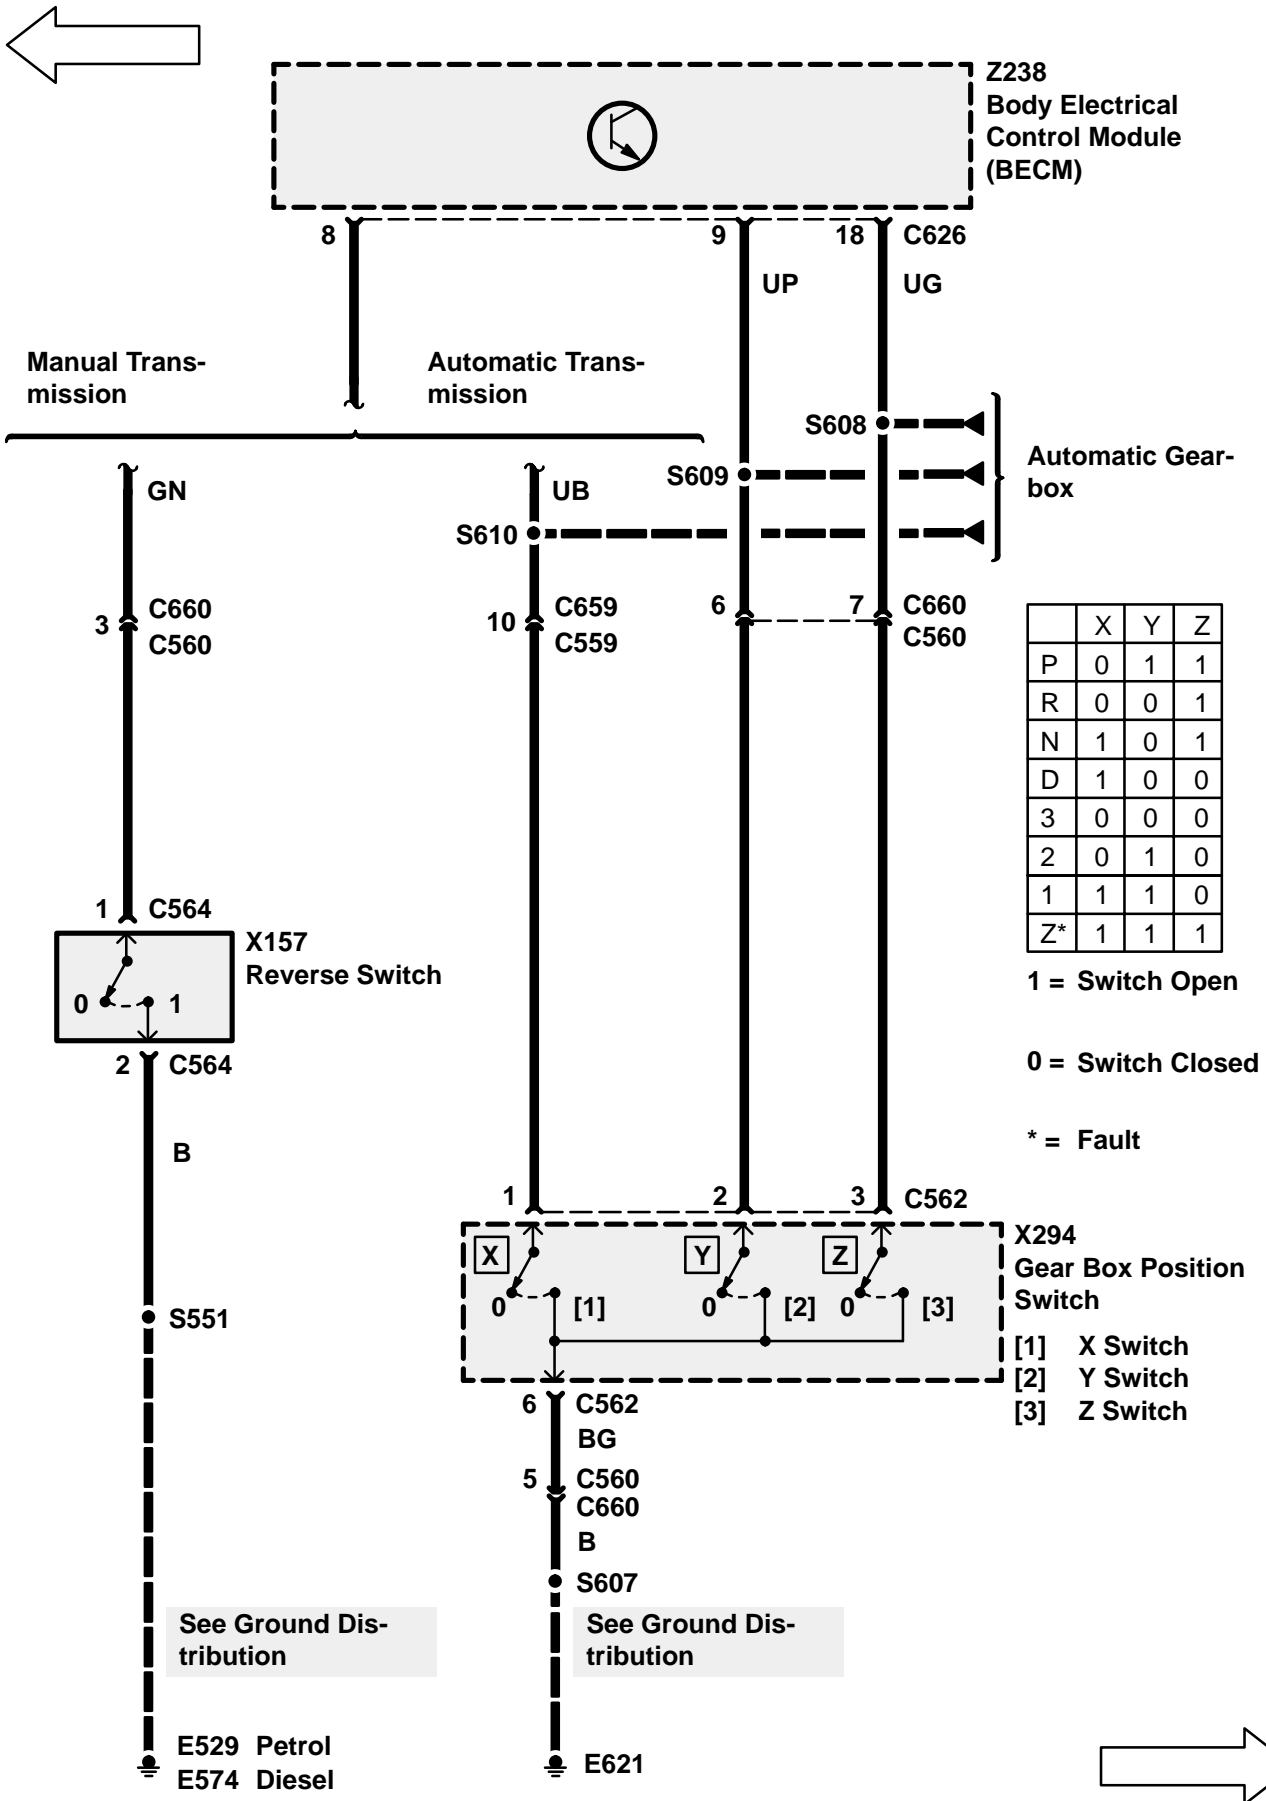 Z238
Body Electrical
Control Module
(BECM)
8
9
18
C626
UP
UG
Manual Trans-
mission
Automatic Trans-
mission
S608
Automatic Gear-
box
S609
GN
UB
S610
3
C660
C560
10
C659
C559
6
7
C660
C560
X Y Z
P 0 1 1
R 0 0 1
N 1 0 1
D 1 0 0
3 0 0 0
2 0 1 0
1 1 1 0
Z* 1 1 1
1 = Switch Open
0 = Switch Closed
* = Fault
1
C564
X157
Reverse Switch
0
1
2
C564
B
1
2
3
C562
X294
Gear Box Position
Switch
X
Y
Z
0
[1]
0
[2]
0
[3]
[1] X Switch
[2] Y Switch
[3] Z Switch
S551
6
C562
BG
5
C560
C660
B
S607
See Ground Dis-
tribution
See Ground Dis-
tribution
E529 Petrol
E574 Diesel
E621